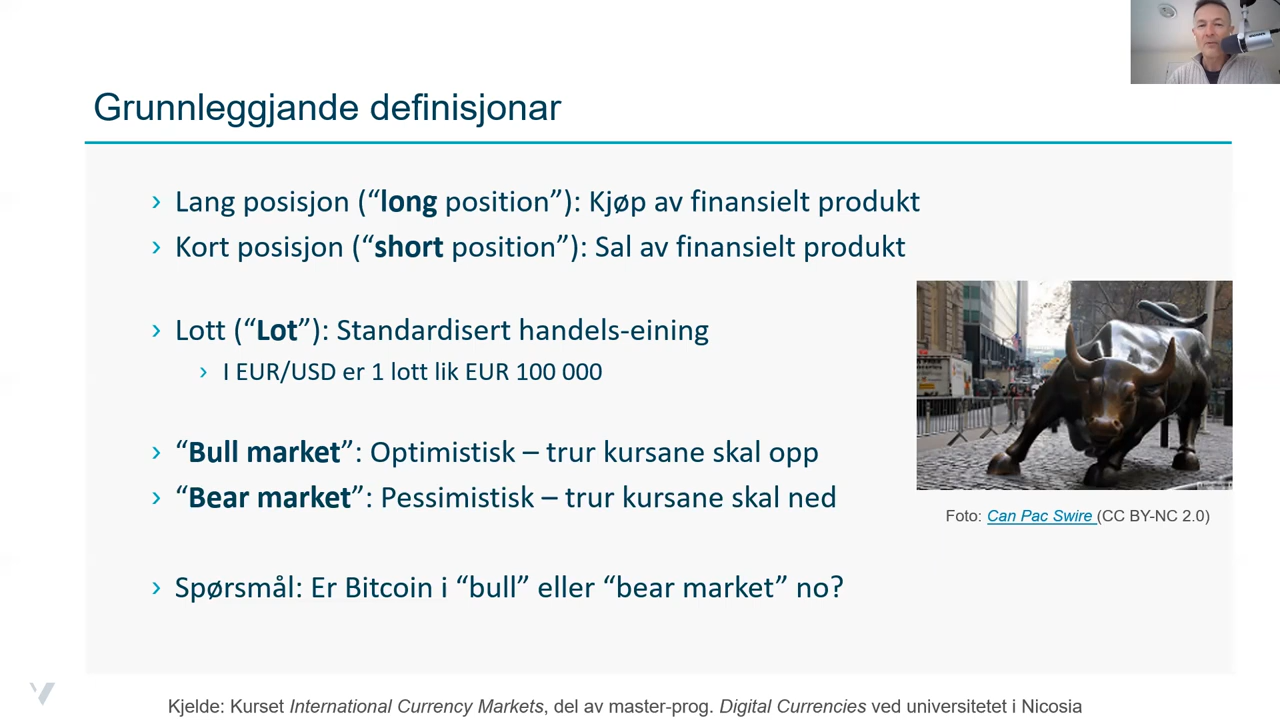 Grunnleggjande definisjonar
› Lang posisjon (“long position”): Kjøp av finansielt produkt
› Kort posisjon (“short position”): Sal av finansielt produkt
› Lott (“Lot”): Standardisert handels-eining
› I EUR/USD er 1 lott lik EUR 100 000
› “Bull market”: Optimistisk – trur kursane skal opp
› “Bear market”: Pessimistisk – trur kursane skal ned
Foto: Can Pac Swire (CC BY-NC 2.0)
› Spørsmål: Er Bitcoin i “bull” eller “bear market” no?
Kjelde: Kurset International Currency Markets, del av master-prog. Digital Currencies ved universitetet i Nicosia